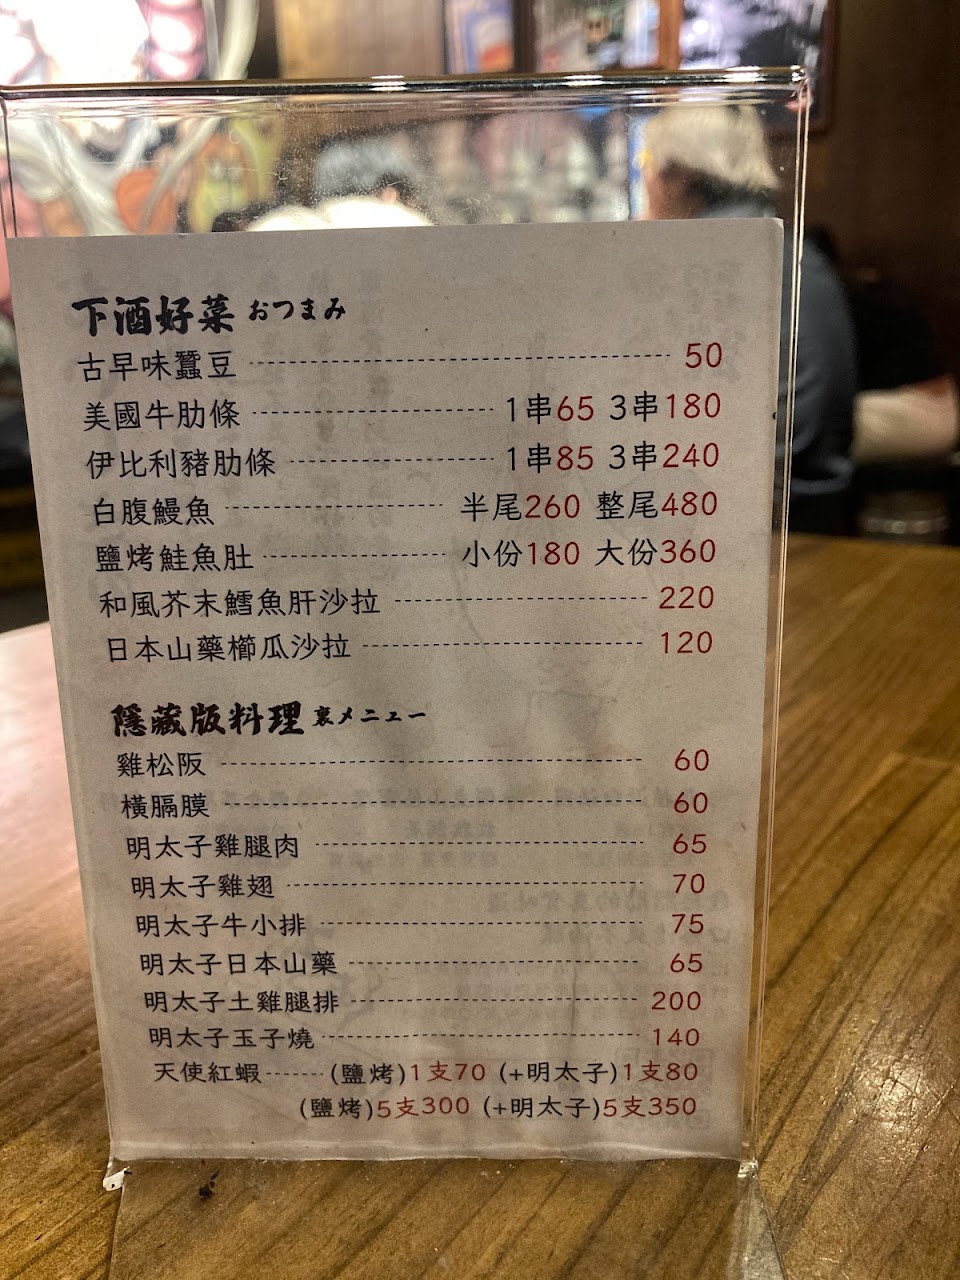 下酒好菜 おつまみ
古早味蠶豆 50
美國牛肋條 1串65 3串180
伊比利豬肋條 1串85 3串240
白腹鰻魚 半尾260 整尾480
鹽烤鮭魚肚 小份180 大份360
和風芥末鱈魚肝沙拉 220
日本山藥櫛瓜沙拉 120
隱藏版料理 裏メニュー
雞松阪 60
橫膈膜 60
明太子雞腿肉 65
明太子雞翅 70
明太子牛小排 75
明太子日本山藥 65
明太子土雞腿排 200
明太子玉子燒 140
天使紅蝦 (鹽烤)1支70 (+明太子)1支80
(鹽烤)5支300 (+明太子)5支350